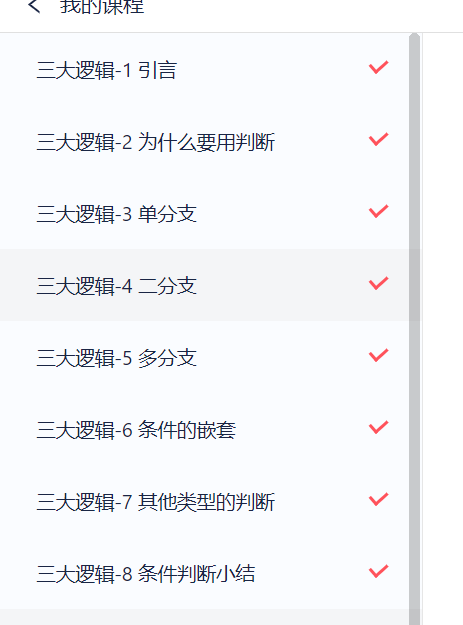 我的课程
三大逻辑-1 引言
三大逻辑-2 为什么要用判断
三大逻辑-3 单分支
三大逻辑-4 二分支
三大逻辑-5 多分支
三大逻辑-6 条件的嵌套
三大逻辑-7 其他类型的判断
三大逻辑-8 条件判断小结